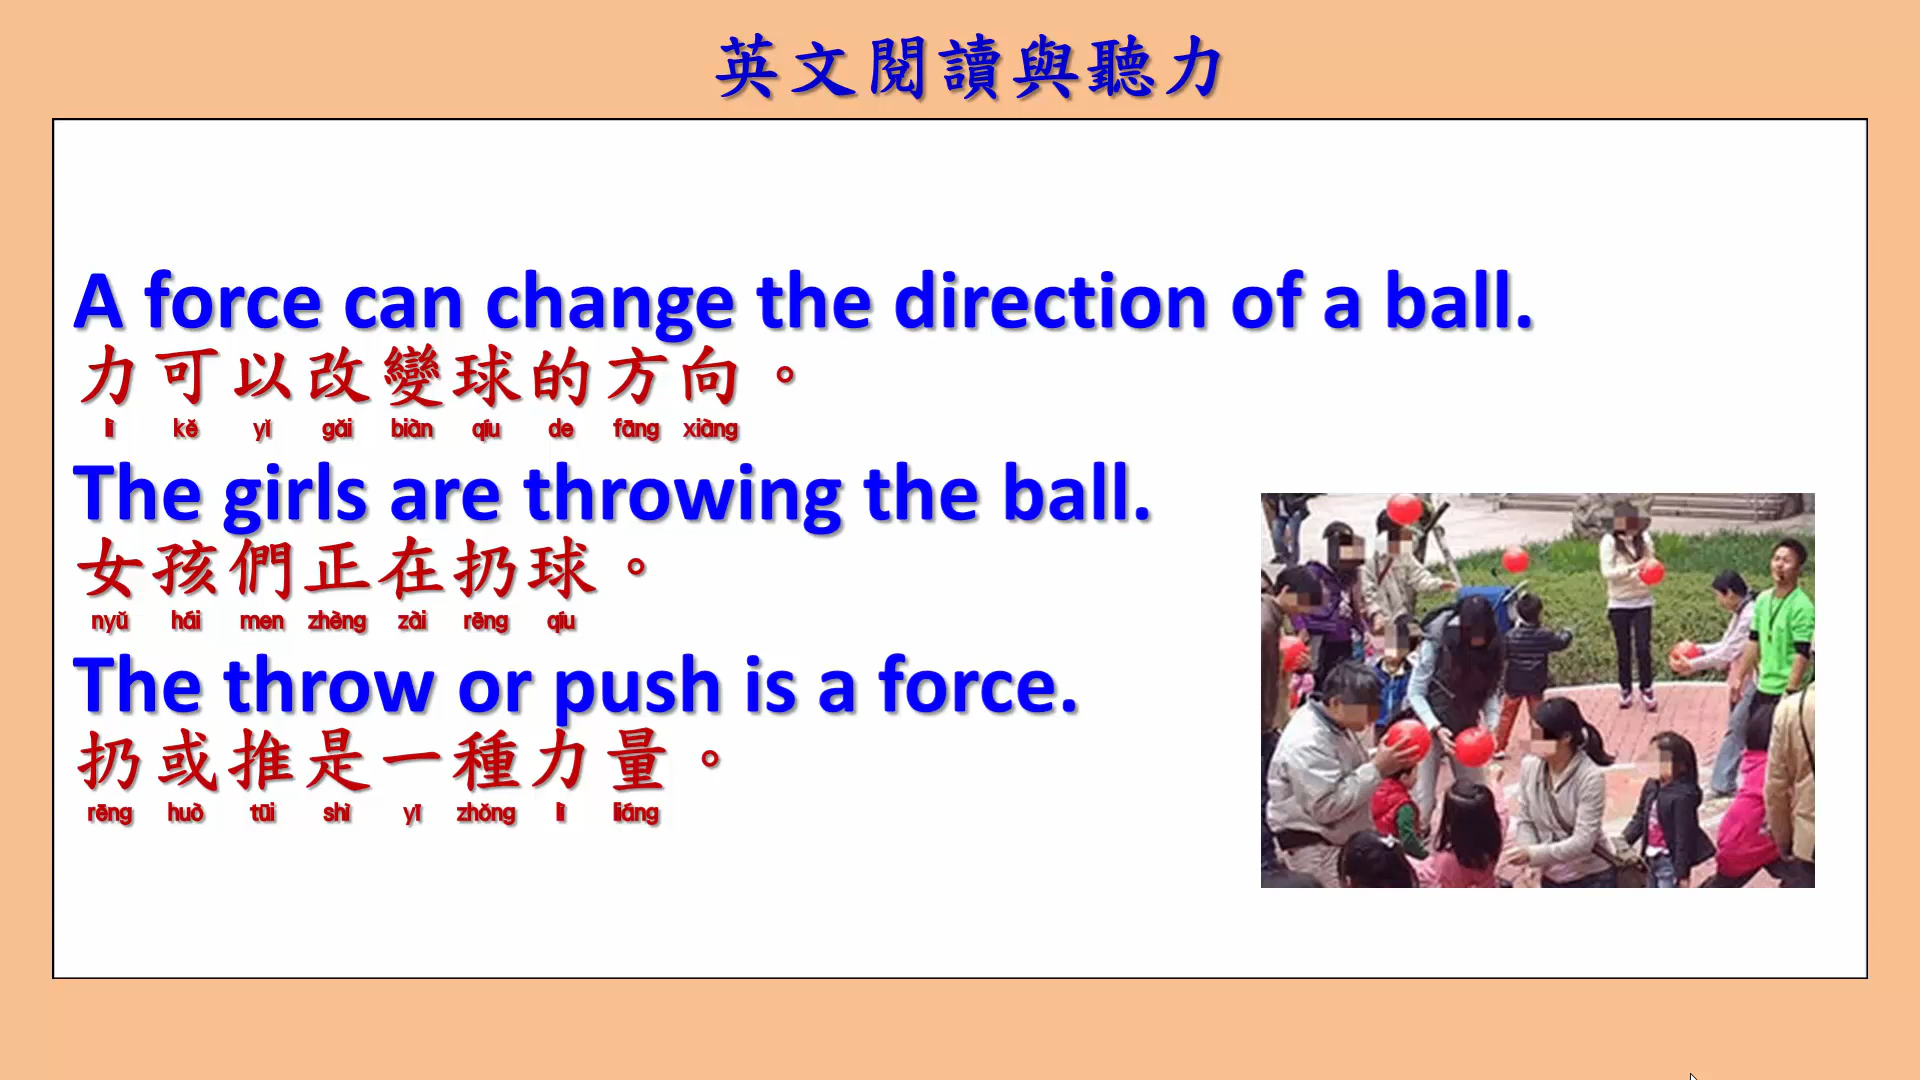 英文閱讀與聽力
A force can change the direction of a ball.
力可以改變球的方向。
lì kě yǐ gǎi biàn qíu de fāng xiàng
The girls are throwing the ball.
女孩們正在扔球。
nyǔ hái men zhèng zài rēng qíu
The throw or push is a force.
扔或推是一種力量。
rēng huò tūi shì yī zhǒng lì liáng